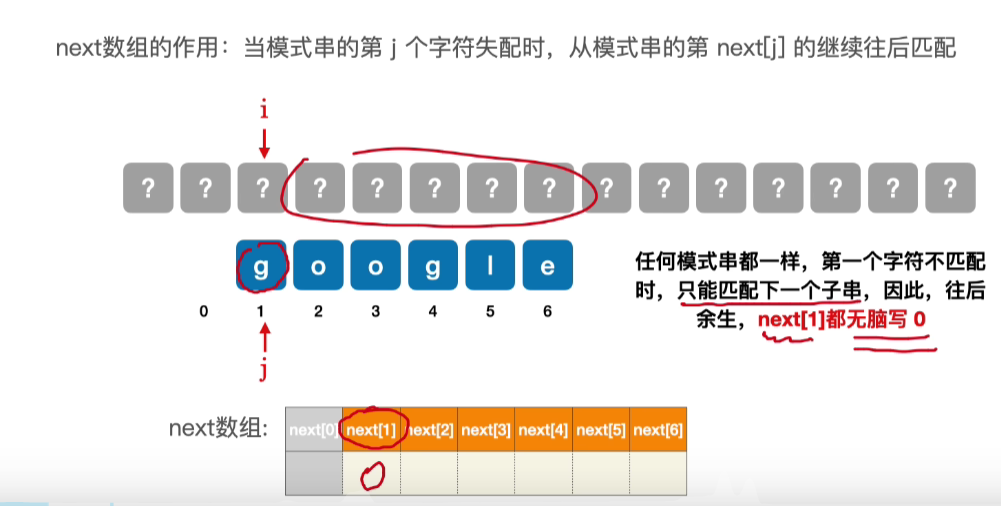 next数组的作用：当模式串的第 j 个字符失配时，从模式串的第 next[j] 的继续往后匹配
i
? ? ? ? ? ? ? ? ? ? ? ? ? ? ?
g o o g l e
0 1 2 3 4 5 6
j
任何模式串都一样，第一个字符不匹配
时，只能匹配下一个子串，因此，往后
余生，next[1]都无脑写 0
next数组: next[0] next[1] next[2] next[3] next[4] next[5] next[6]
0